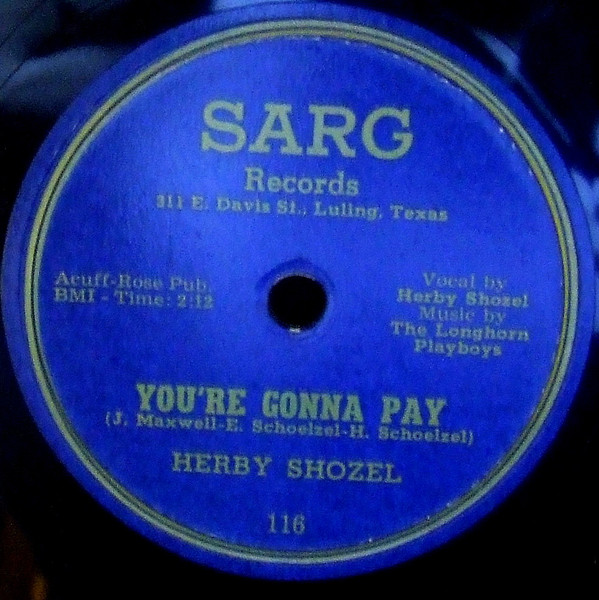 SARG
Records
311 E. Davis St., Luling, Texas
Acuff-Rose Pub.
BMI - Time: 2:12
Vocal by
Herby Shozel
Music by
The Longhorn
Playboys
YOU'RE GONNA PAY
(J. Maxwell-E. Schoelzel-H. Schoelzel)
HERBY SHOZEL
116